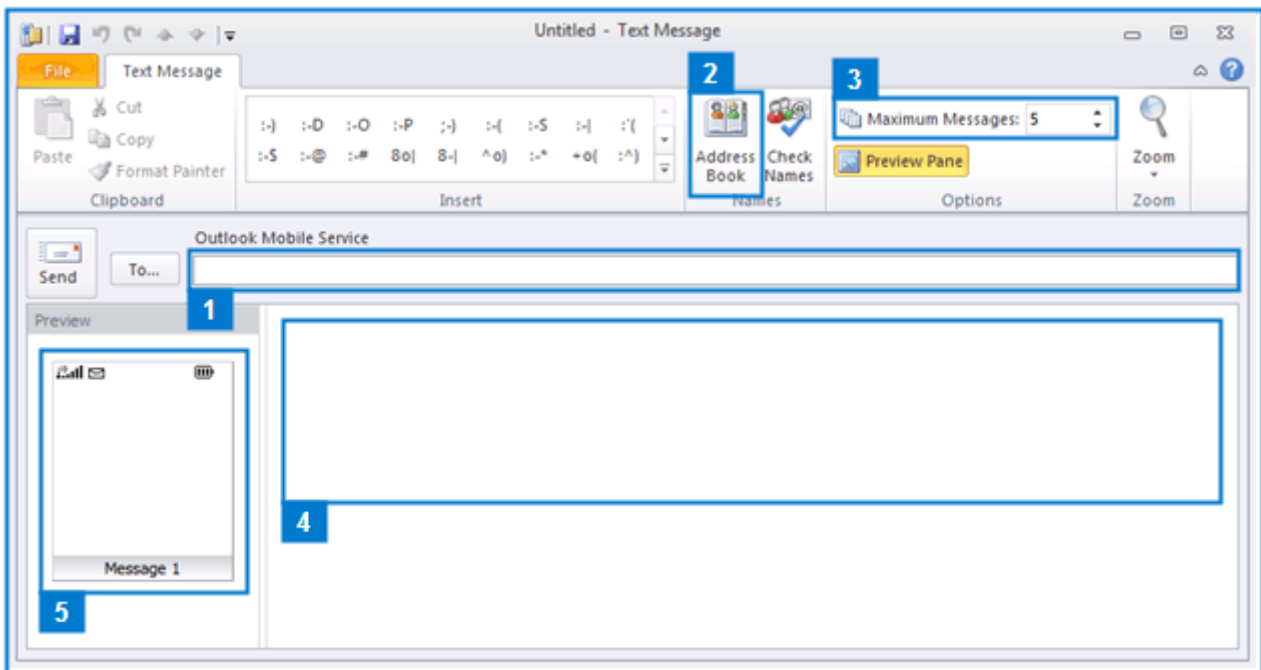 Untitled - Text Message
File Text Message
2
3
Cut
Copy
Format Painter
Paste
Clipboard
:-) :-D :-O :-P ;-) :-( :-S :-| :'(
:-$ :-@ :-# 8o| 8-| ^o) :-* +o( :^)
Insert
Address Book
Check Names
Names
Maximum Messages: 5
Preview Pane
Options
Zoom
Zoom
Outlook Mobile Service
Send
To...
1
Preview
Message 1
4
5